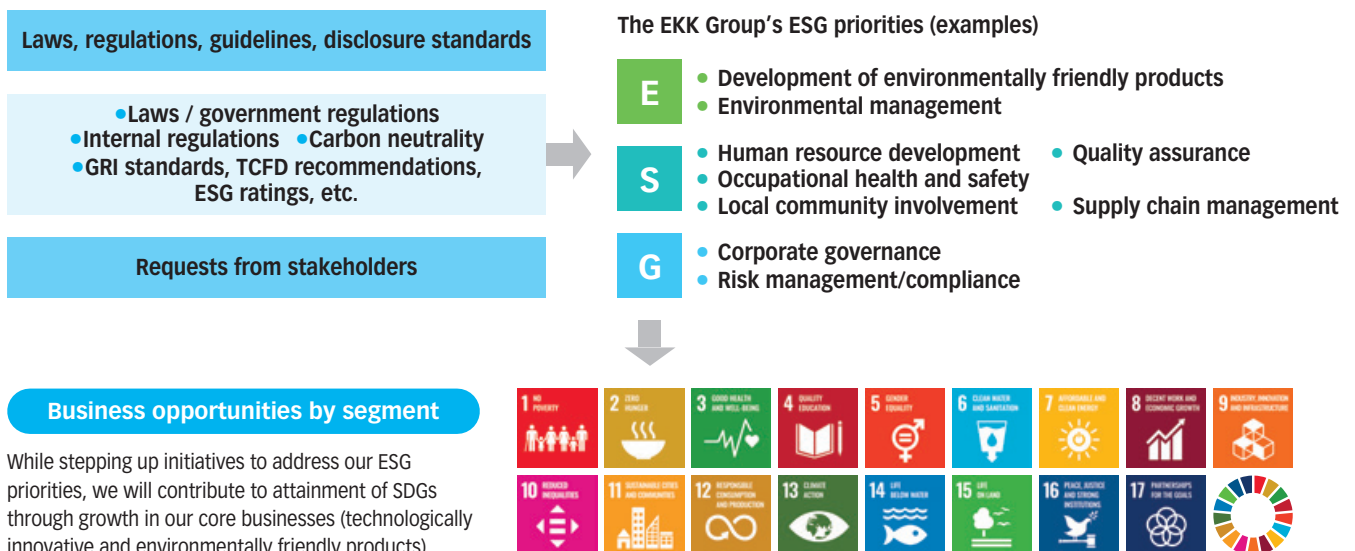 Laws, regulations, guidelines, disclosure standards
•Laws / government regulations
•Internal regulations •Carbon neutrality
•GRI standards, TCFD recommendations,
ESG ratings, etc.
Requests from stakeholders
The EKK Group's ESG priorities (examples)
E
• Development of environmentally friendly products
• Environmental management
S
• Human resource development • Quality assurance
• Occupational health and safety
• Local community involvement • Supply chain management
G
• Corporate governance
• Risk management/compliance
Business opportunities by segment
While stepping up initiatives to address our ESG
priorities, we will contribute to attainment of SDGs
through growth in our core businesses (technologically
innovative and environmentally friendly products)
1 NO
POVERTY
2 ZERO
HUNGER
3 GOOD HEALTH
AND WELL-BEING
4 QUALITY
EDUCATION
5 GENDER
EQUALITY
6 CLEAN WATER
AND SANITATION
7 AFFORDABLE AND
CLEAN ENERGY
8 DECENT WORK AND
ECONOMIC GROWTH
9 INDUSTRY, INNOVATION
AND INFRASTRUCTURE
10 REDUCED
INEQUALITIES
11 SUSTAINABLE CITIES
AND COMMUNITIES
12 RESPONSIBLE
CONSUMPTION
AND PRODUCTION
13 CLIMATE
ACTION
14 LIFE
BELOW WATER
15 LIFE
ON LAND
16 PEACE, JUSTICE
AND STRONG
INSTITUTIONS
17 PARTNERSHIPS
FOR THE GOALS